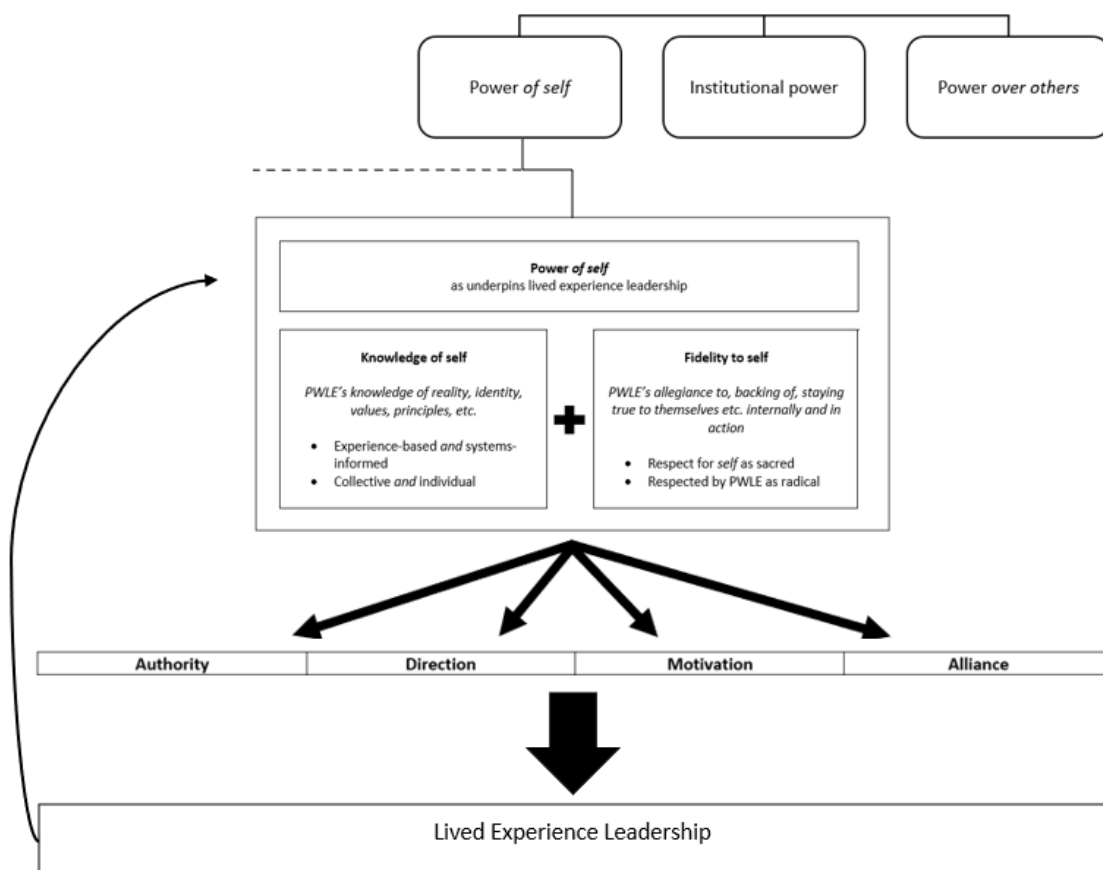 Power of self
Institutional power
Power over others
Power of self
as underpins lived experience leadership
Knowledge of self
PWLE's knowledge of reality, identity,
values, principles, etc.
• Experience-based and systems-
informed
• Collective and individual
Fidelity to self
PWLE's allegiance to, backing of, staying
true to themselves etc. internally and in
action
• Respect for self as sacred
• Respected by PWLE as radical
Authority
Direction
Motivation
Alliance
Lived Experience Leadership